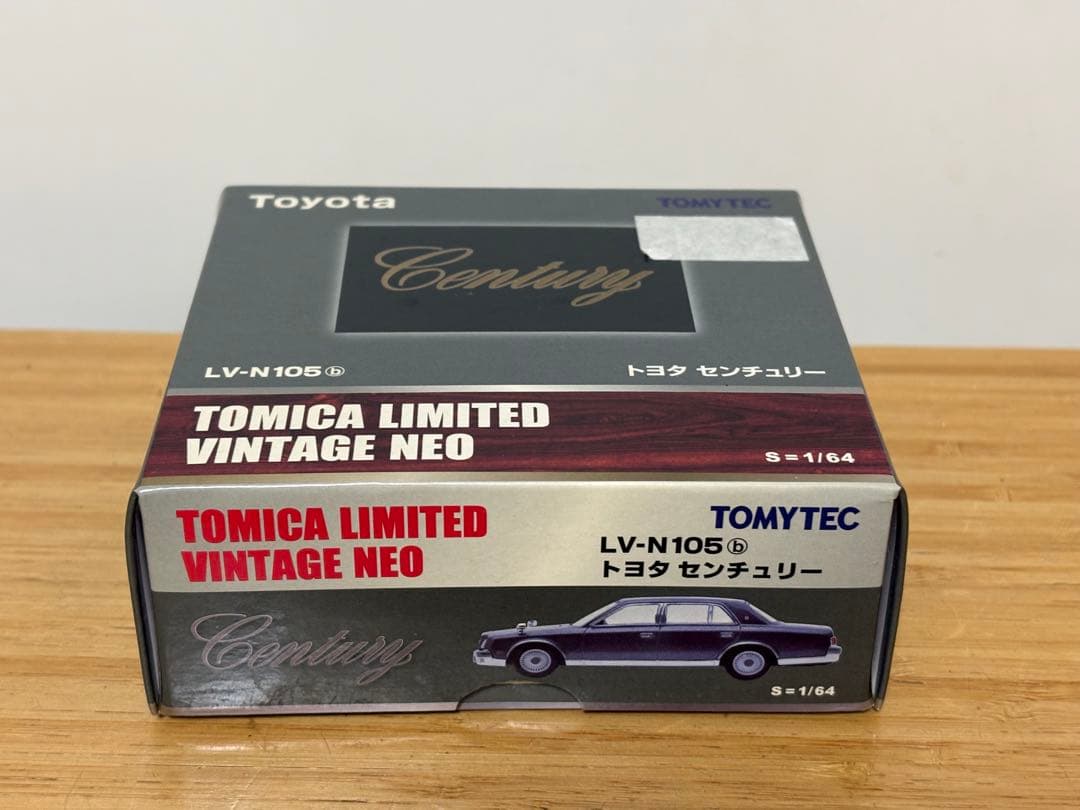 Toyota
TOMYTEC
Century
LV-N105ⓑ
トヨタ センチュリー
TOMICA LIMITED
VINTAGE NEO
S=1/64
TOMICA LIMITED
VINTAGE NEO
TOMYTEC
LV-N105ⓑ
トヨタ センチュリー
Century
S=1/64